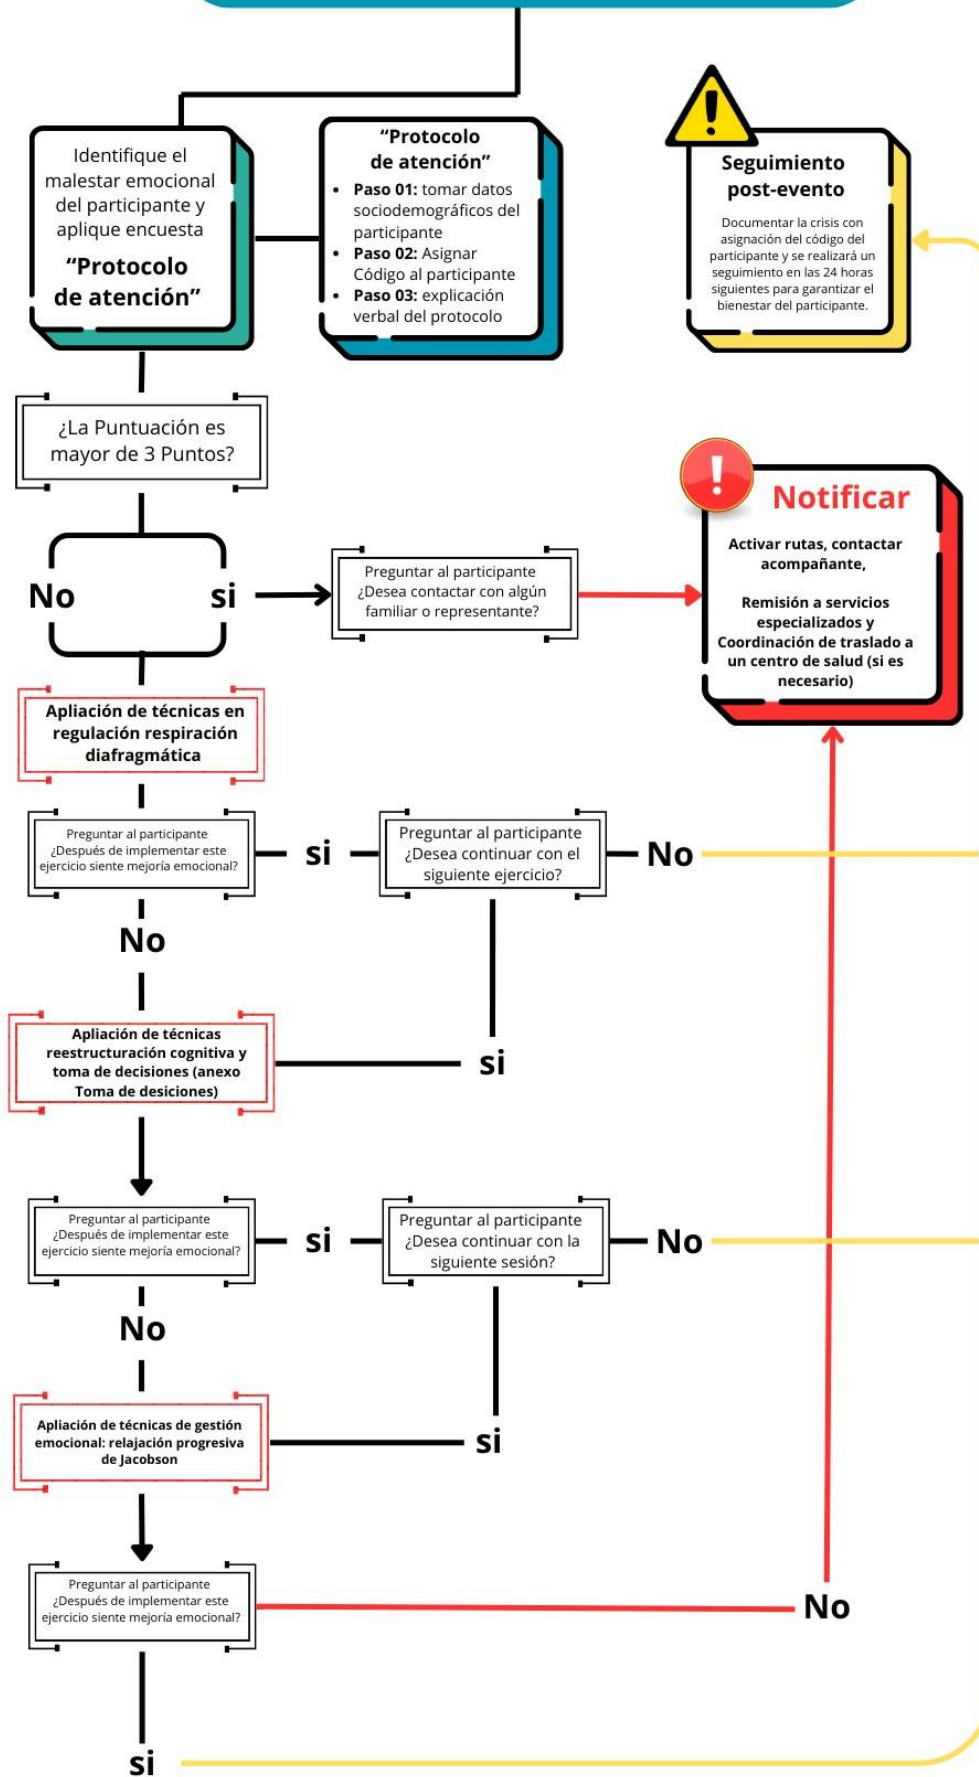 Identifique el
malestar emocional
del participante y
aplique encuesta
“Protocolo
de atención”
“Protocolo
de atención”
• Paso 01: tomar datos
sociodemográficos del
participante
• Paso 02: Asignar
Código al participante
• Paso 03: explicación
verbal del protocolo
Seguimiento
post-evento
Documentar la crisis con
asignación del código del
participante y se realizará un
seguimiento en las 24 horas
siguientes para garantizar el
bienestar del participante.
¿La Puntuación es
mayor de 3 Puntos?
No
si
Preguntar al participante
¿Desea contactar con algún
familiar o representante?
Notificar
Activar rutas, contactar
acompañante,
Remisión a servicios
especializados y
Coordinación de traslado a
un centro de salud (si es
necesario)
Apliación de técnicas en
regulación respiración
diafragmática
Preguntar al participante
¿Después de implementar este
ejercicio siente mejoría emocional?
si
Preguntar al participante
¿Desea continuar con el
siguiente ejercicio?
No
No
Apliación de técnicas
reestructuración cognitiva y
toma de decisiones (anexo
Toma de desiciones)
si
Preguntar al participante
¿Después de implementar este
ejercicio siente mejoría emocional?
si
Preguntar al participante
¿Desea continuar con la
siguiente sesión?
No
No
Apliación de técnicas de gestión
emocional: relajación progresiva
de Jacobson
si
Preguntar al participante
¿Después de implementar este
ejercicio siente mejoría emocional?
No
si